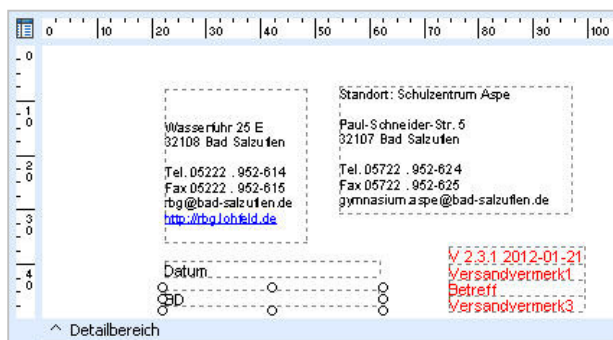 0 10 20 30 40 50 60 70 80 90 100
0
10
20
30
40
Wasserfuhr 25 E
32108 Bad Salzuflen
Tel. 05222 . 952-614
Fax 05222 . 952-615
rbg@bad-salzuflen.de
http://rbg.lohfeld.de
Standort: Schulzentrum Aspe
Paul-Schneider-Str. 5
32107 Bad Salzuflen
Tel. 05722 . 952-624
Fax 05722 . 952-625
gymnasium.aspe@bad-salzuflen.de
Datum
BD
V 2.3.1 2012-01-21
Versandvermerk1
Betreff
Versandvermerk3
^ Detailbereich